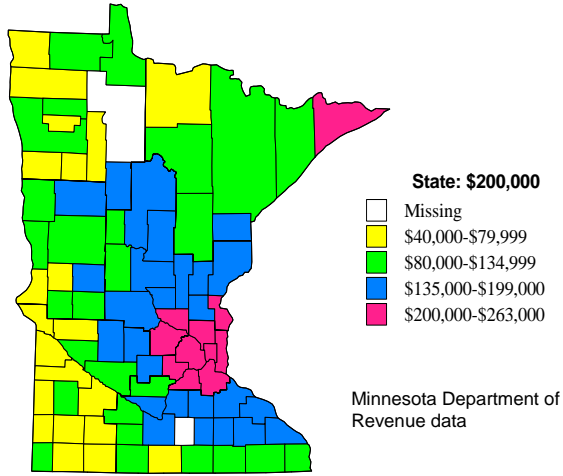 State: $200,000
Missing
$40,000-$79,999
$80,000-$134,999
$135,000-$199,000
$200,000-$263,000
Minnesota Department of
Revenue data